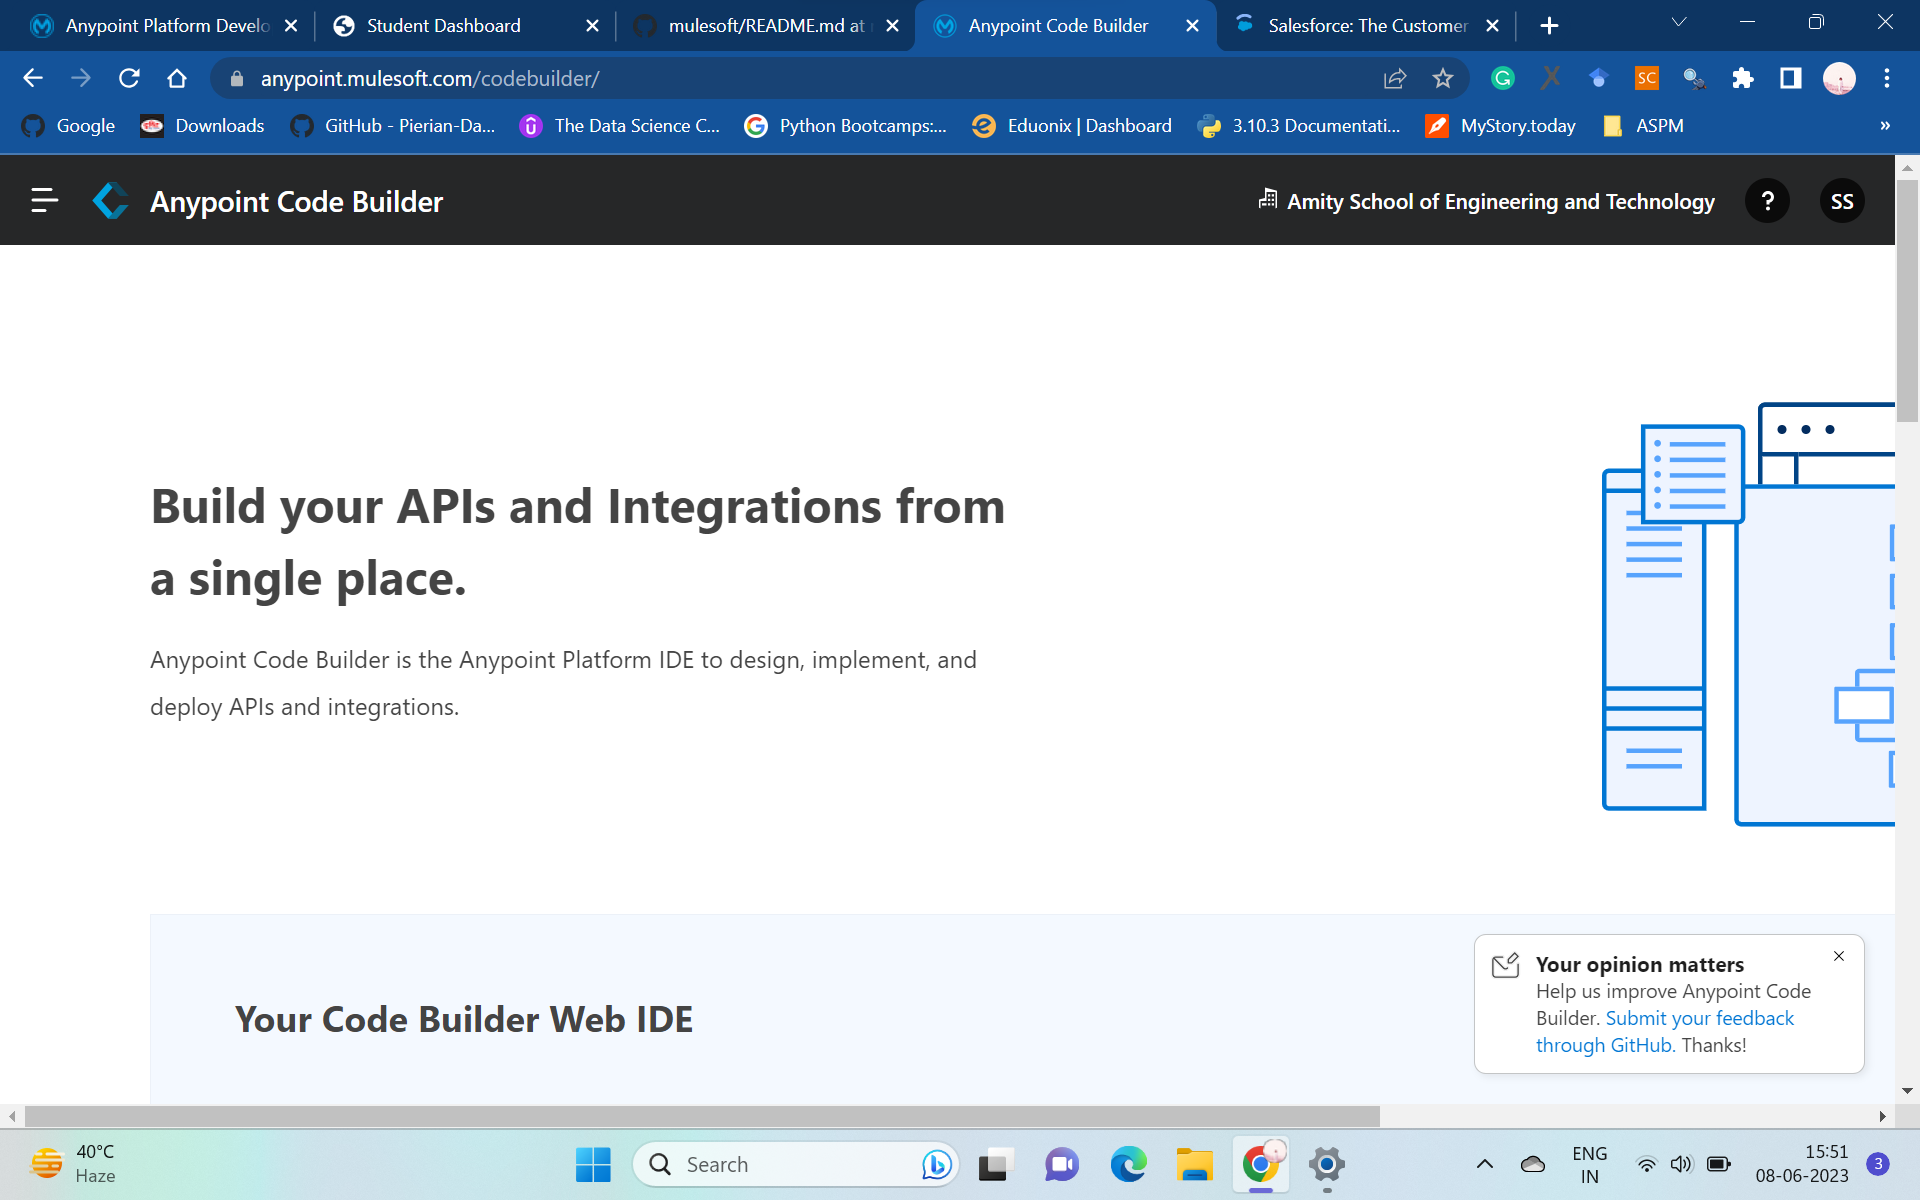 Anypoint Platform Develo
Student Dashboard
mulesoft/README.md at
Anypoint Code Builder
Salesforce: The Customer
anypoint.mulesoft.com/codebuilder/
SC
Google
Downloads
GitHub - Pierian-Da...
The Data Science C...
Python Bootcamps:...
Eduonix | Dashboard
3.10.3 Documentati...
MyStory.today
ASPM
»
Anypoint Code Builder
Amity School of Engineering and Technology
?
SS
Build your APIs and Integrations from
a single place.
Anypoint Code Builder is the Anypoint Platform IDE to design, implement, and
deploy APIs and integrations.
Your Code Builder Web IDE
Your opinion matters
Help us improve Anypoint Code
Builder. Submit your feedback
through GitHub. Thanks!
40°C
Haze
Search
ENG
IN
15:51
08-06-2023
3